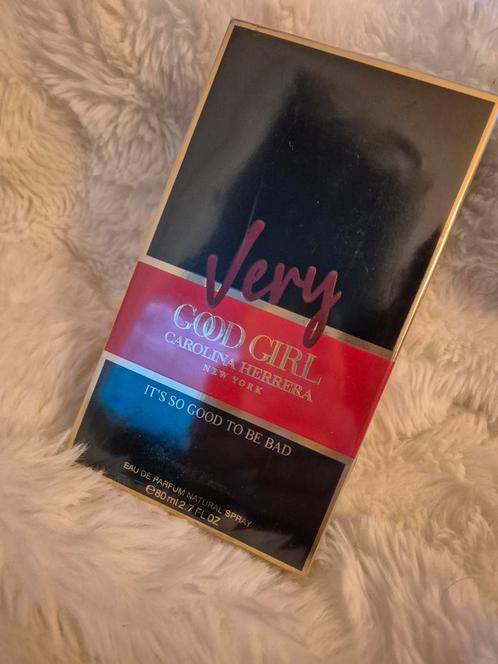 Very
GOOD GIRL
CAROLINA HERRERA
NEW YORK
IT'S SO GOOD TO BE BAD
EAU DE PARFUM NATURAL SPRAY
℮80 ml 2.7 FL OZ